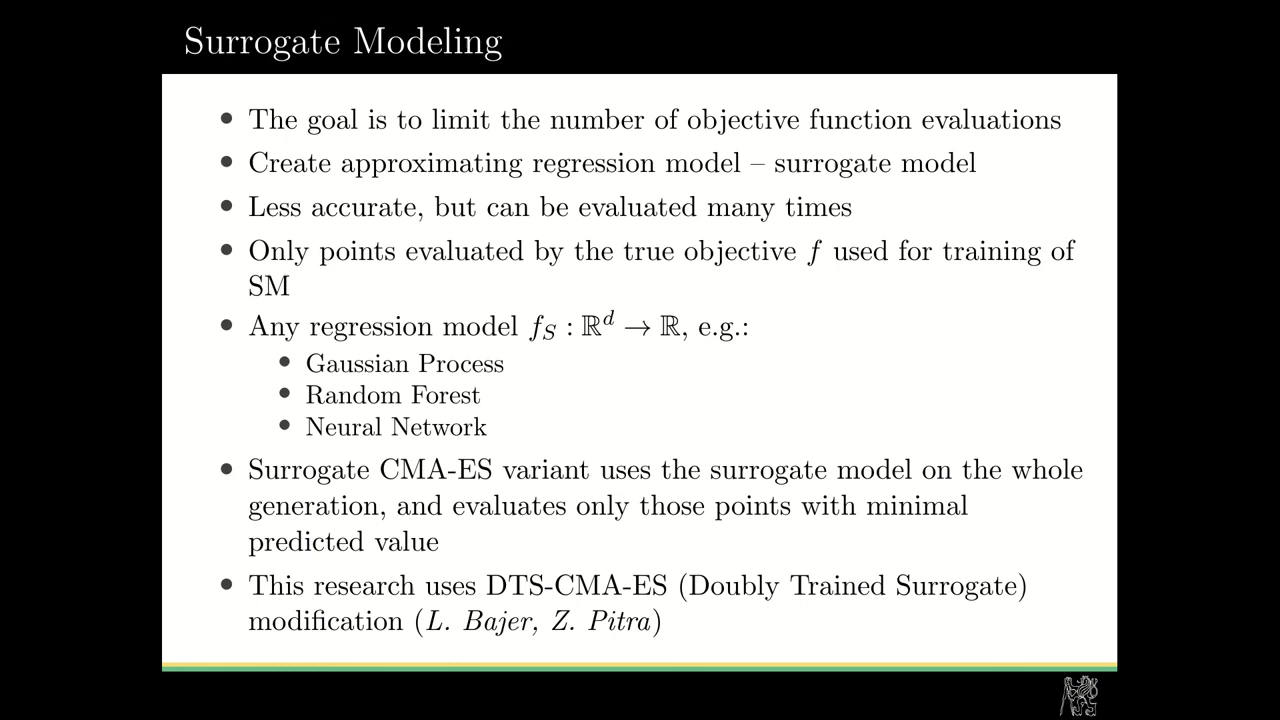 Surrogate Modeling
• The goal is to limit the number of objective function evaluations
• Create approximating regression model – surrogate model
• Less accurate, but can be evaluated many times
• Only points evaluated by the true objective f used for training of
SM
• Any regression model f_S : ℝ^d → ℝ, e.g.:
• Gaussian Process
• Random Forest
• Neural Network
• Surrogate CMA-ES variant uses the surrogate model on the whole
generation, and evaluates only those points with minimal
predicted value
• This research uses DTS-CMA-ES (Doubly Trained Surrogate)
modification (L. Bajer, Z. Pitra)